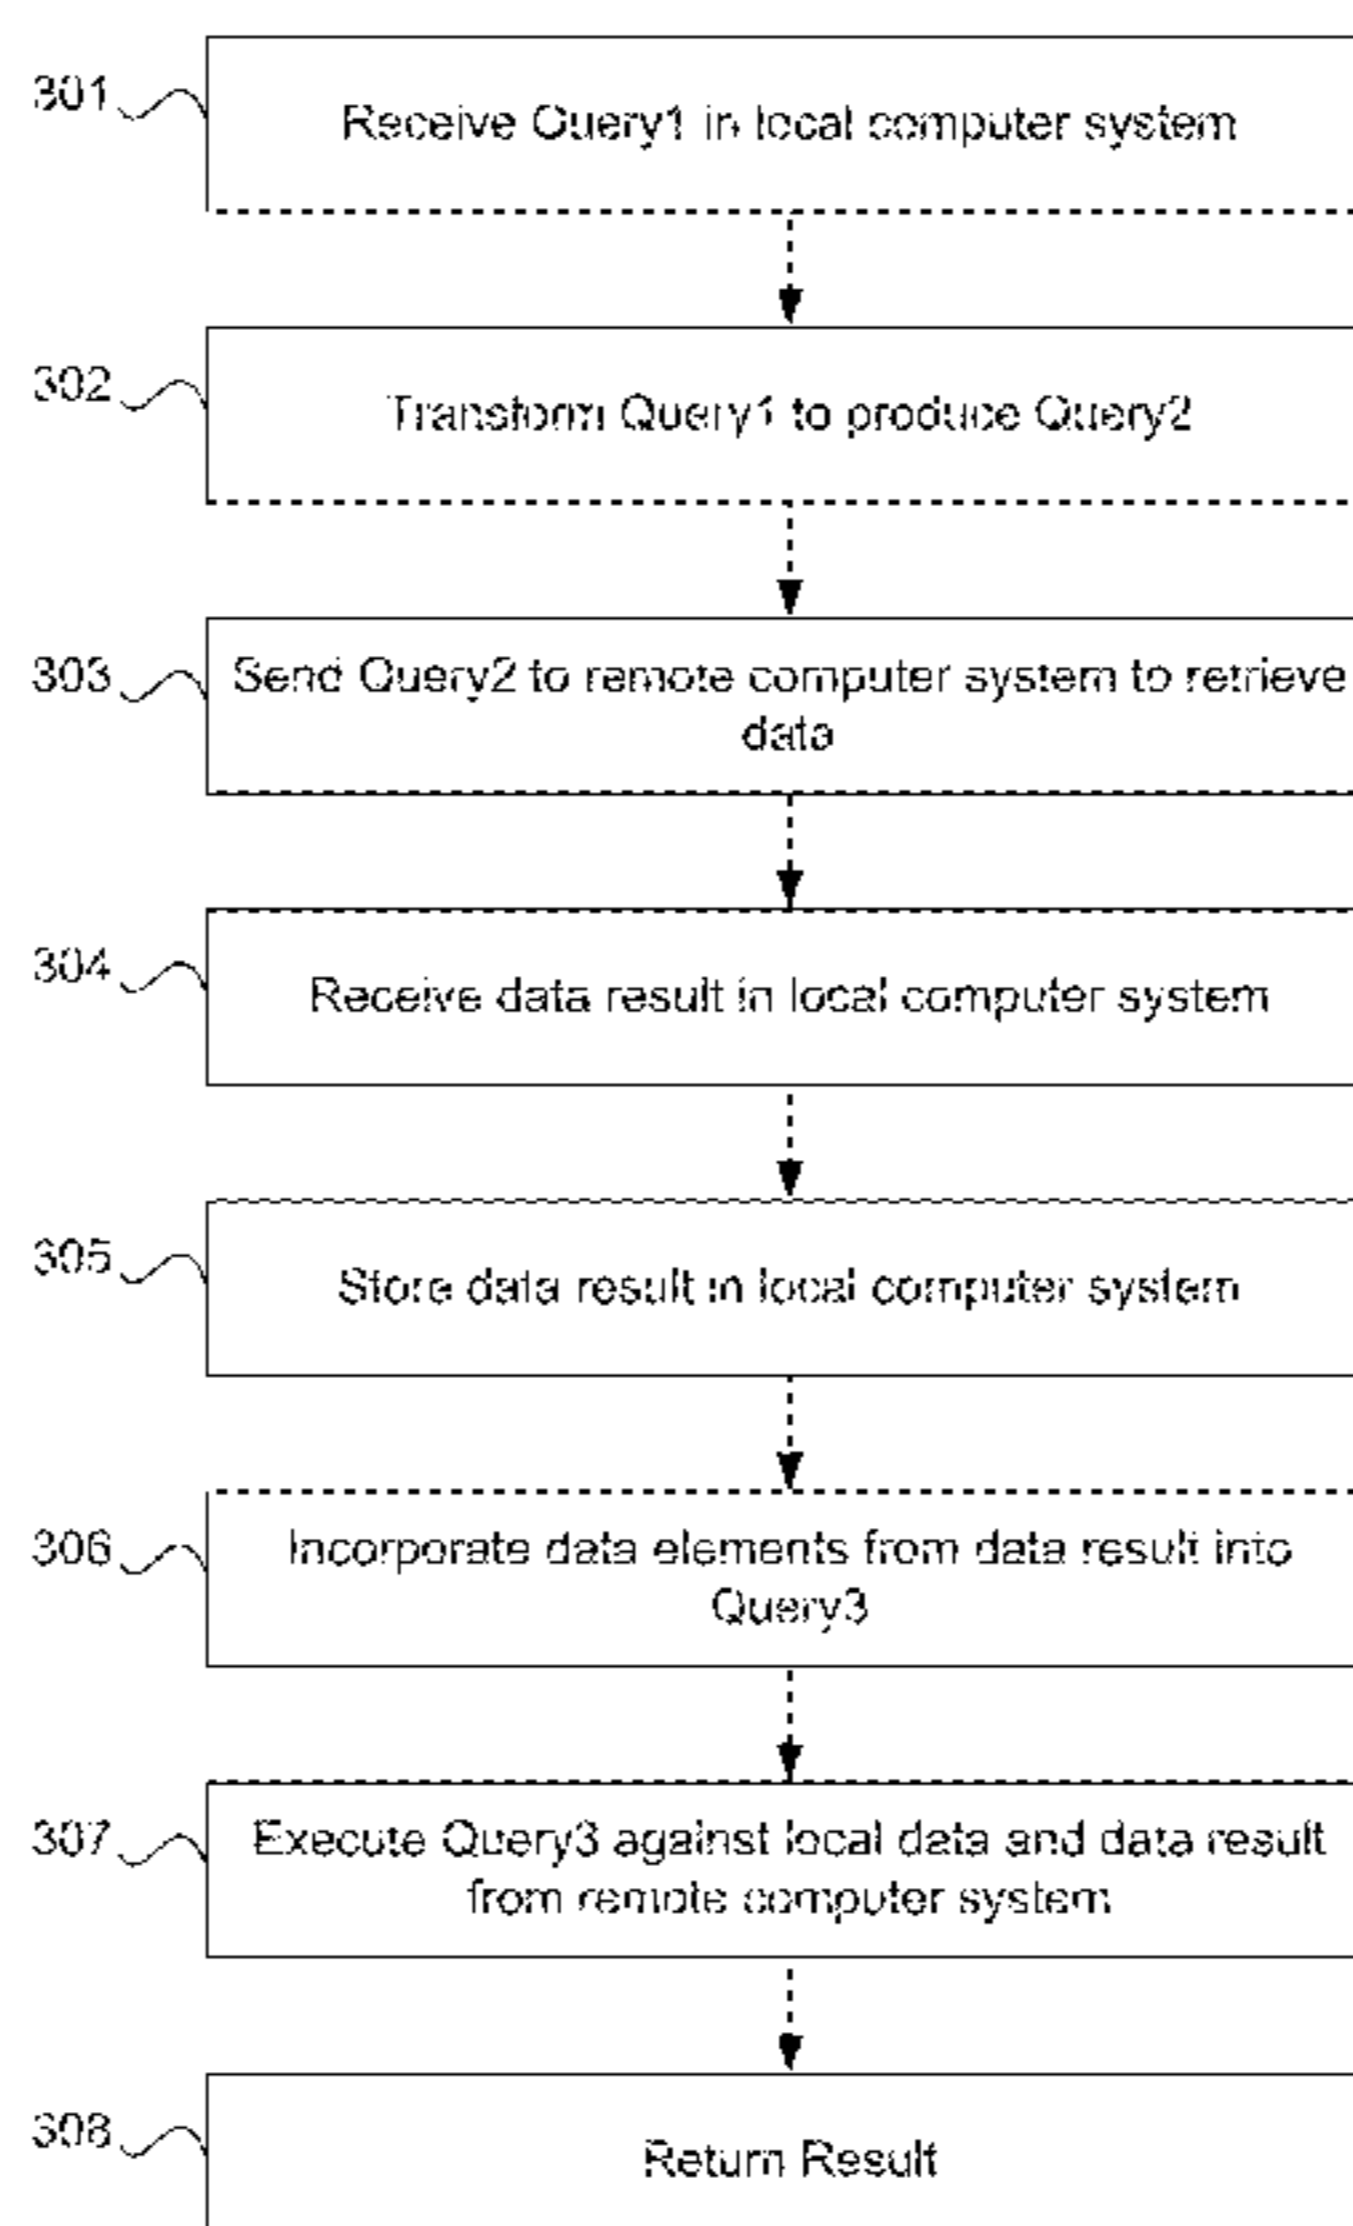 301
Receive Query1 in local computer system
302
Transform Query1 to produce Query2
303
Send Query2 to remote computer system to retrieve
data
304
Receive data result in local computer system
305
Store data result in local computer system
306
Incorporate data elements from data result into
Query3
307
Execute Query3 against local data and data result
from remote computer system
308
Return Result